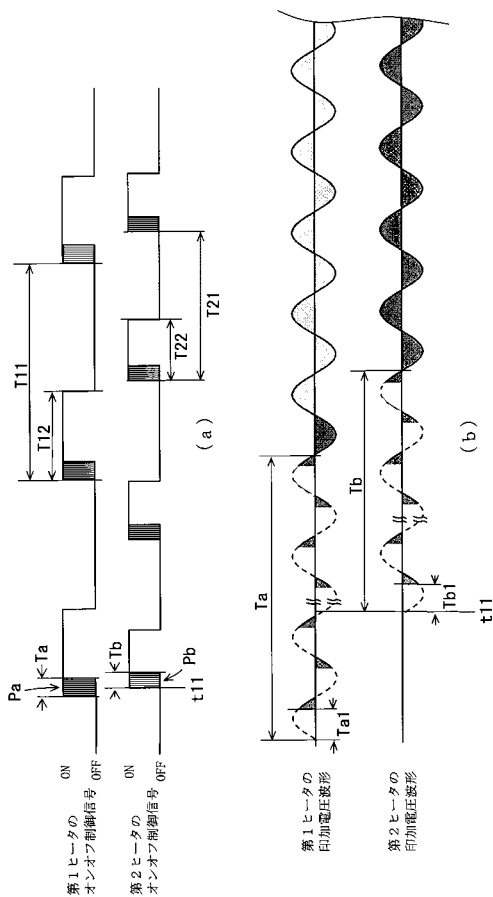 Pa
Ta
ON
OFF
第1ヒータの
オンオフ制御信号
T11
T12
ON
OFF
第2ヒータの
オンオフ制御信号
Tb
Pb
t11
T22
T21
(a)
Ta
第1ヒータの
印加電圧波形
Ta1
Tb
第2ヒータの
印加電圧波形
Tb1
t11
(b)